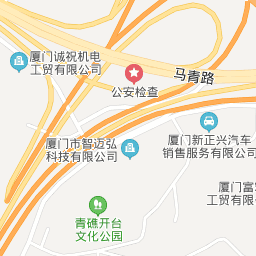 厦门诚祝机电
工贸有限公司
马青路
公安检查
厦门市智迈弘
科技有限公司
厦门新正兴汽车
销售服务有限公司
厦门富
工贸有限
青礁开台
文化公园